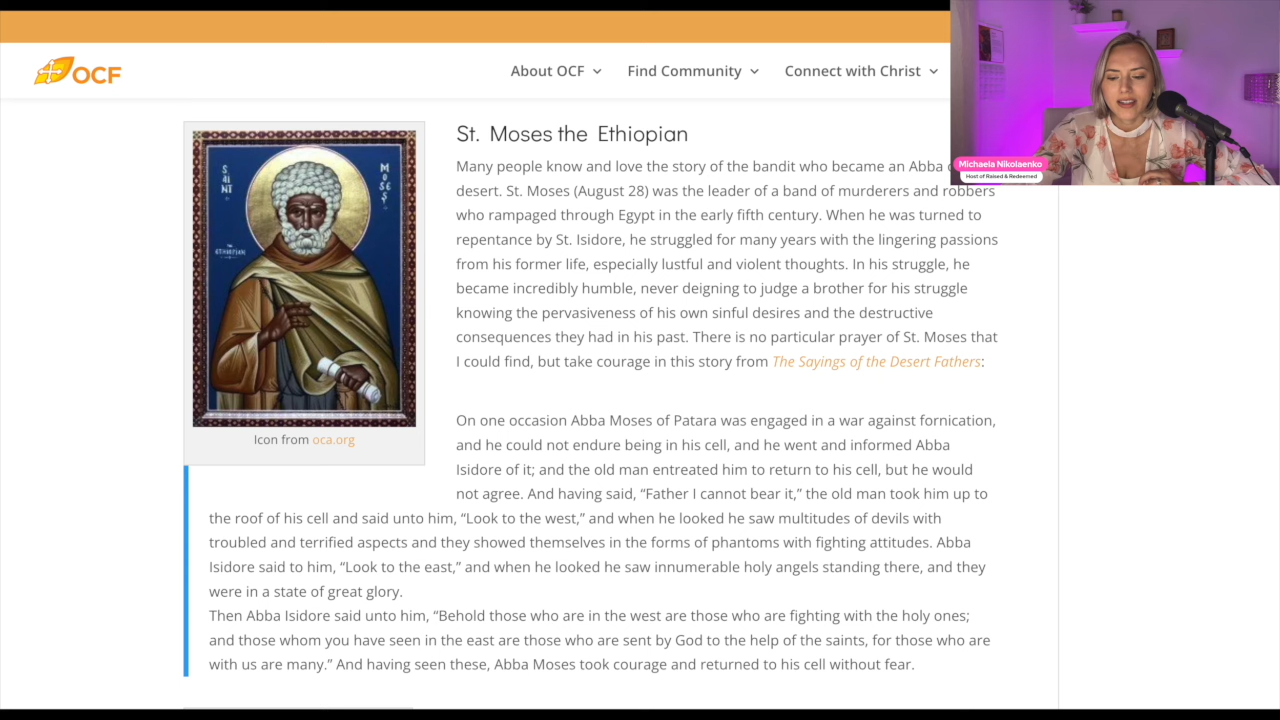 OCF
About OCF
Find Community
Connect with Christ
Michaela Nikolaenko
Host of Raised & Redeemed
SAINT
MOSES
THE
ETHIOPIAN
Icon from oca.org
St. Moses the Ethiopian
Many people know and love the story of the bandit who became an Abba
desert. St. Moses (August 28) was the leader of a band of murderers and robbers
who rampaged through Egypt in the early fifth century. When he was turned to
repentance by St. Isidore, he struggled for many years with the lingering passions
from his former life, especially lustful and violent thoughts. In his struggle, he
became incredibly humble, never deigning to judge a brother for his struggle
knowing the pervasiveness of his own sinful desires and the destructive
consequences they had in his past. There is no particular prayer of St. Moses that
I could find, but take courage in this story from The Sayings of the Desert Fathers:
On one occasion Abba Moses of Patara was engaged in a war against fornication,
and he could not endure being in his cell, and he went and informed Abba
Isidore of it; and the old man entreated him to return to his cell, but he would
not agree. And having said, “Father I cannot bear it,” the old man took him up to
the roof of his cell and said unto him, “Look to the west,” and when he looked he saw multitudes of devils with
troubled and terrified aspects and they showed themselves in the forms of phantoms with fighting attitudes. Abba
Isidore said to him, “Look to the east,” and when he looked he saw innumerable holy angels standing there, and they
were in a state of great glory.
Then Abba Isidore said unto him, “Behold those who are in the west are those who are fighting with the holy ones;
and those whom you have seen in the east are those who are sent by God to the help of the saints, for those who are
with us are many.” And having seen these, Abba Moses took courage and returned to his cell without fear.